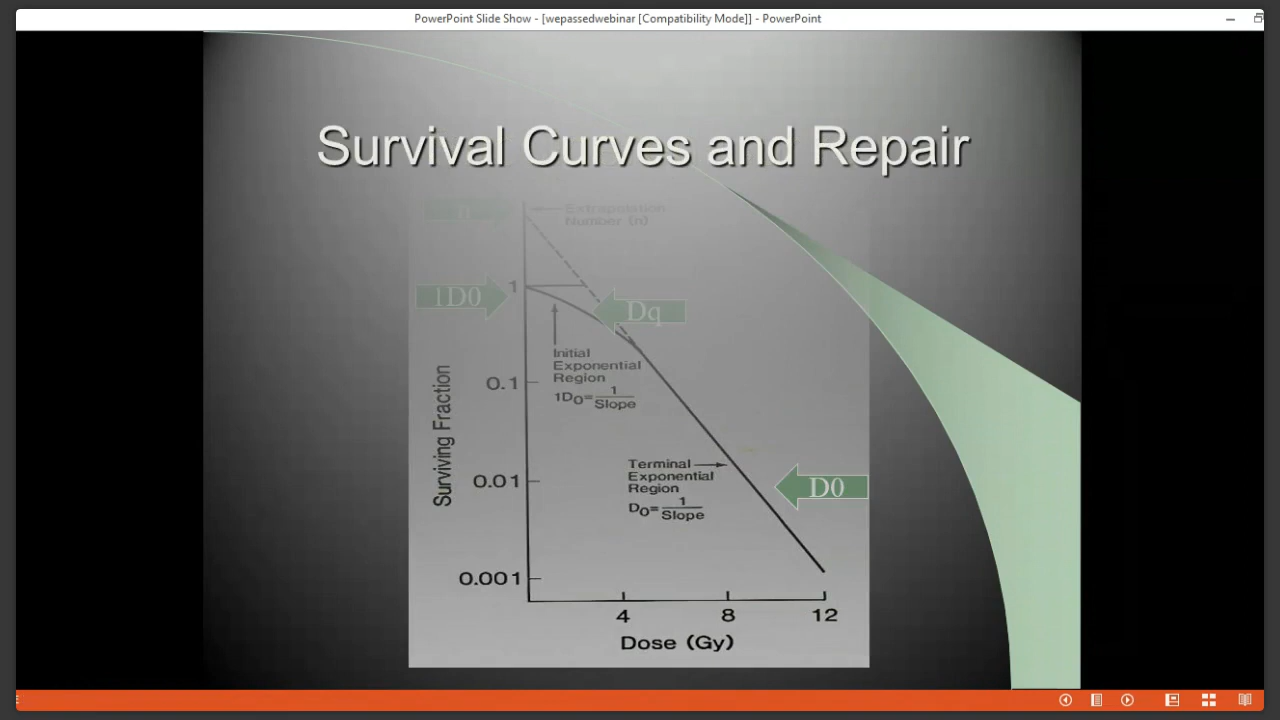 PowerPoint Slide Show - [wepassedwebinar [Compatibility Mode]] - PowerPoint
Survival Curves and Repair
n
Extrapolation
Number (n)
1D0
1
Dq
Initial
Exponential
Region
1D0=1/Slope
0.1
Surviving Fraction
Terminal
Exponential
Region
D0=1/Slope
D0
0.01
0.001
4 8 12
Dose (Gy)